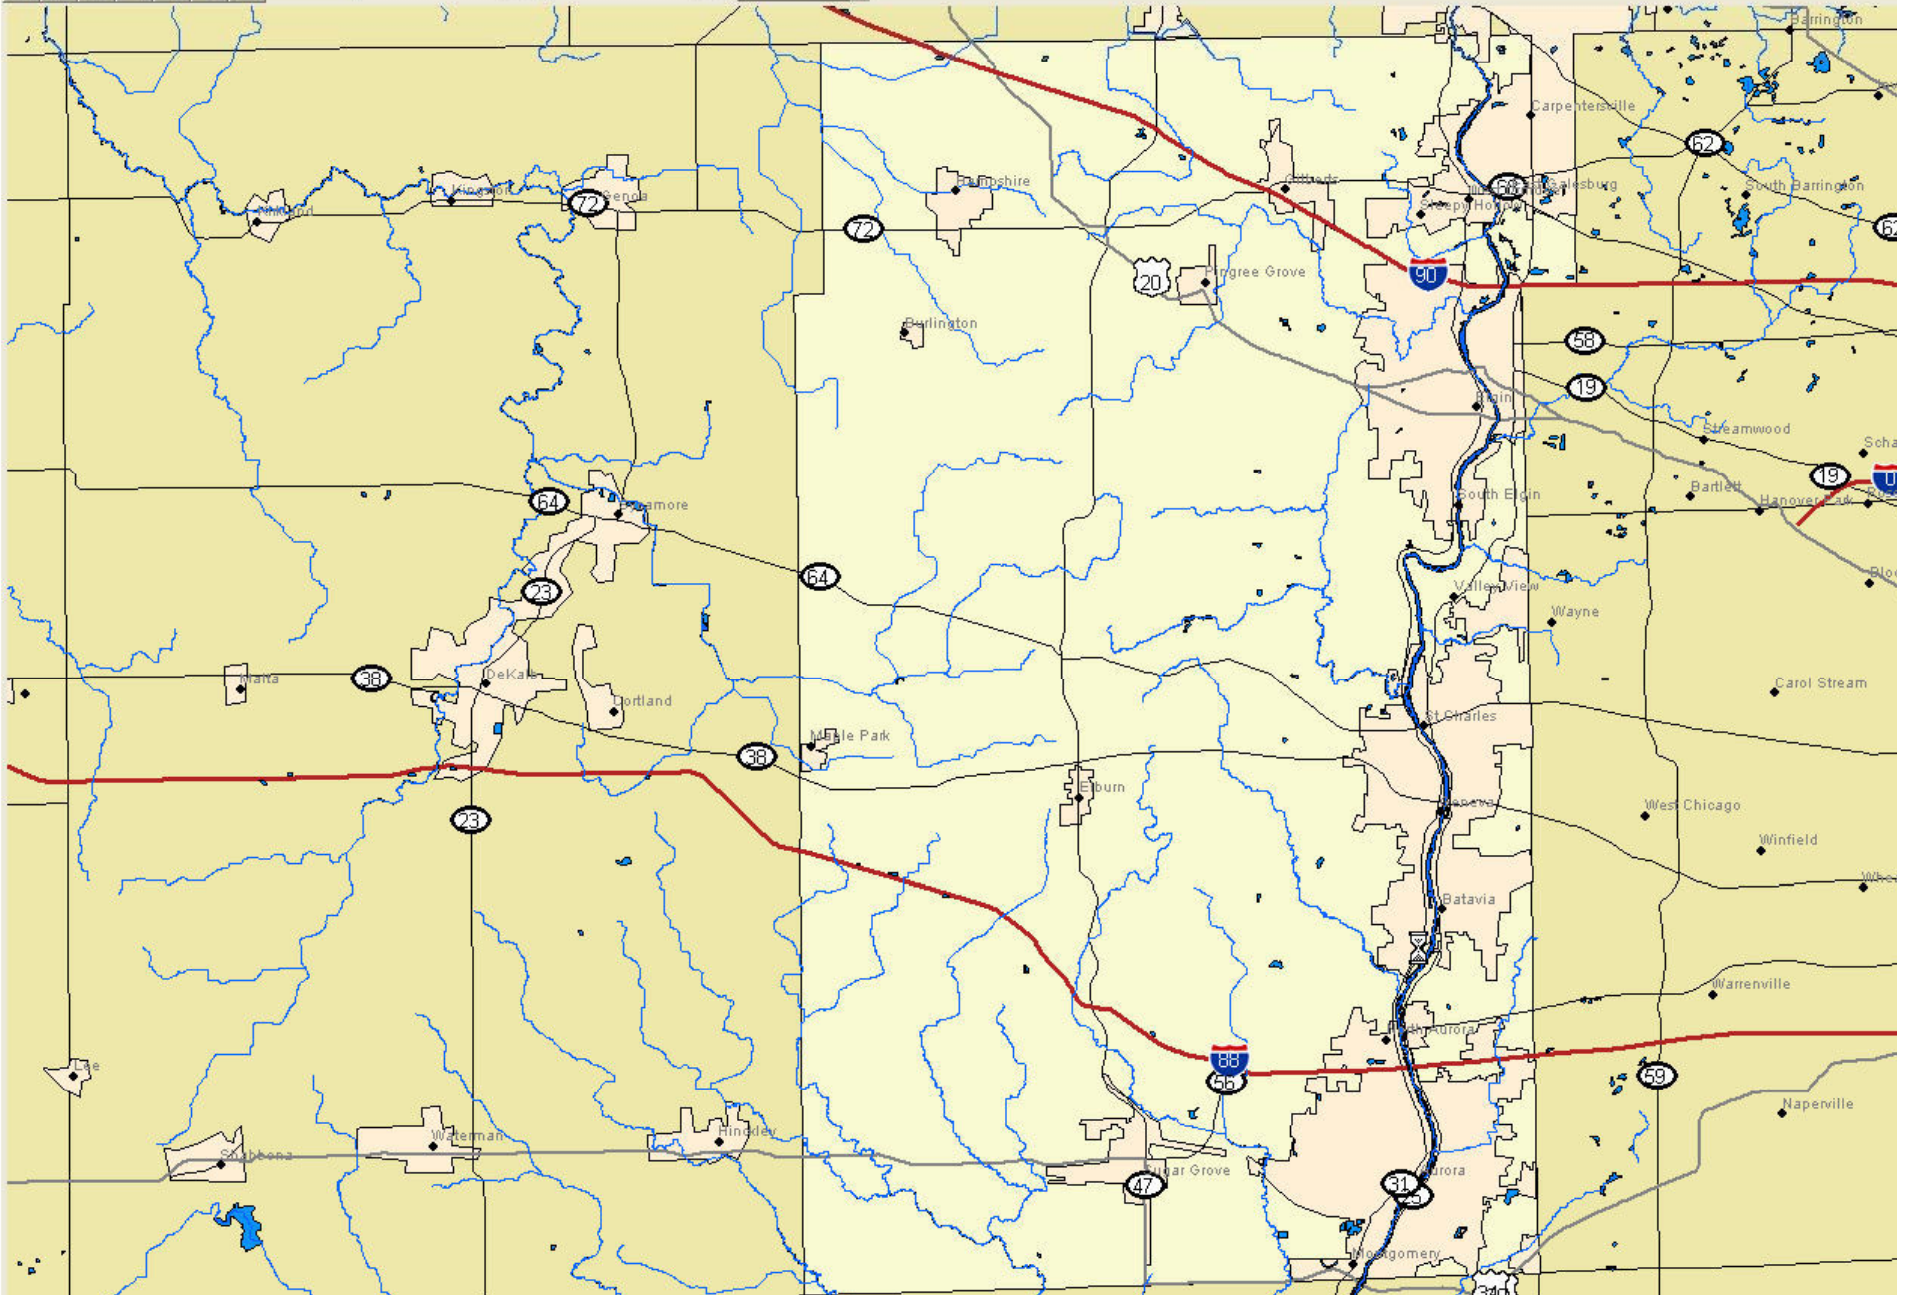 Barrington
Carpentersville
62
Kingston
Genoa
72
Kirkland
Hampshire
Gilberts
Sleepy Hollow
South Barrington
72
62
90
20
Pingree Grove
Burlington
58
19
Elgin
Streamwood
19
Bartlett
Hanover Park
South Elgin
64
Sycamore
64
23
Valley View
Wayne
38
Malta
DeKalb
Cortland
Carol Stream
St Charles
38
Maple Park
Elburn
Geneva
West Chicago
23
Winfield
Batavia
Warrenville
North Aurora
88
56
59
Lee
Naperville
Waterman
Hinckley
Shabbona
Sugar Grove
47
31
Aurora
Montgomery